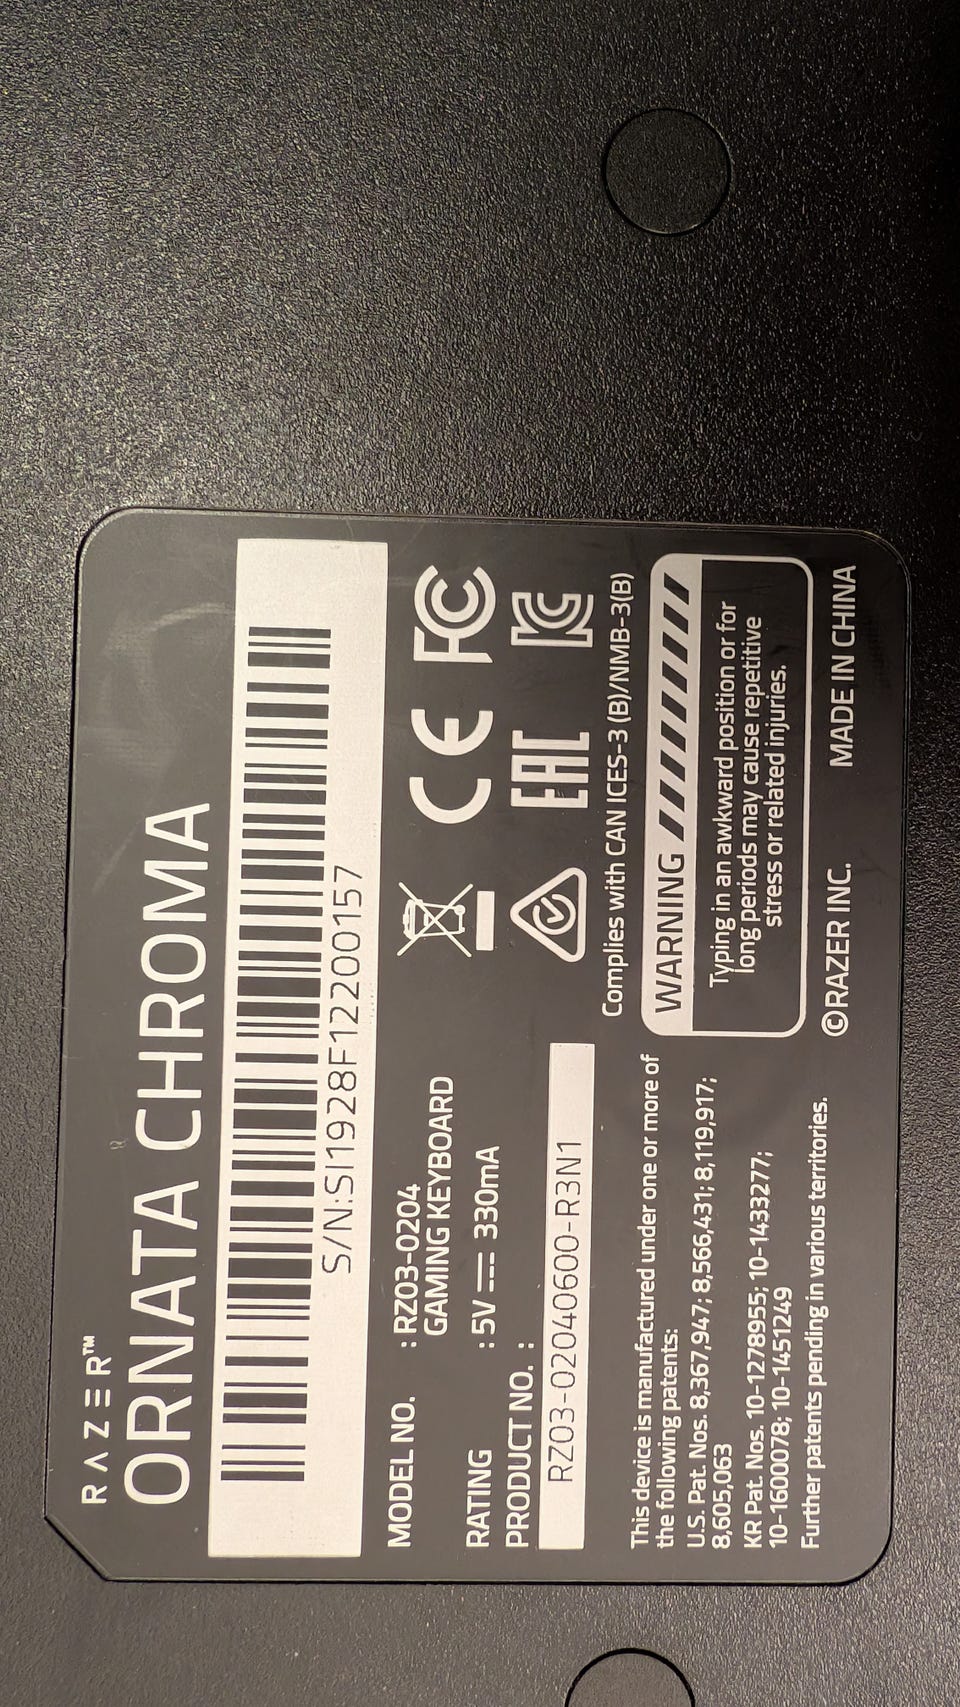 RAZER™
ORNATA CHROMA
S/N:SI1928F12200157
MODEL NO. : RZ03-0204
GAMING KEYBOARD
RATING : 5V ⎓ 330mA
PRODUCT NO. :
RZ03-02040600-R3N1
This device is manufactured under one or more of
the following patents:
U.S. Pat. Nos. 8,367,947; 8,566,431; 8,119,917;
8,605,063
KR Pat. Nos. 10-1278955; 10-1433277;
10-1600078; 10-1451249
Further patents pending in various territories.
CE FC
EAC KC
Complies with CAN ICES-3 (B)/NMB-3(B)
WARNING
Typing in an awkward position or for
long periods may cause repetitive
stress or related injuries.
©RAZER INC. MADE IN CHINA